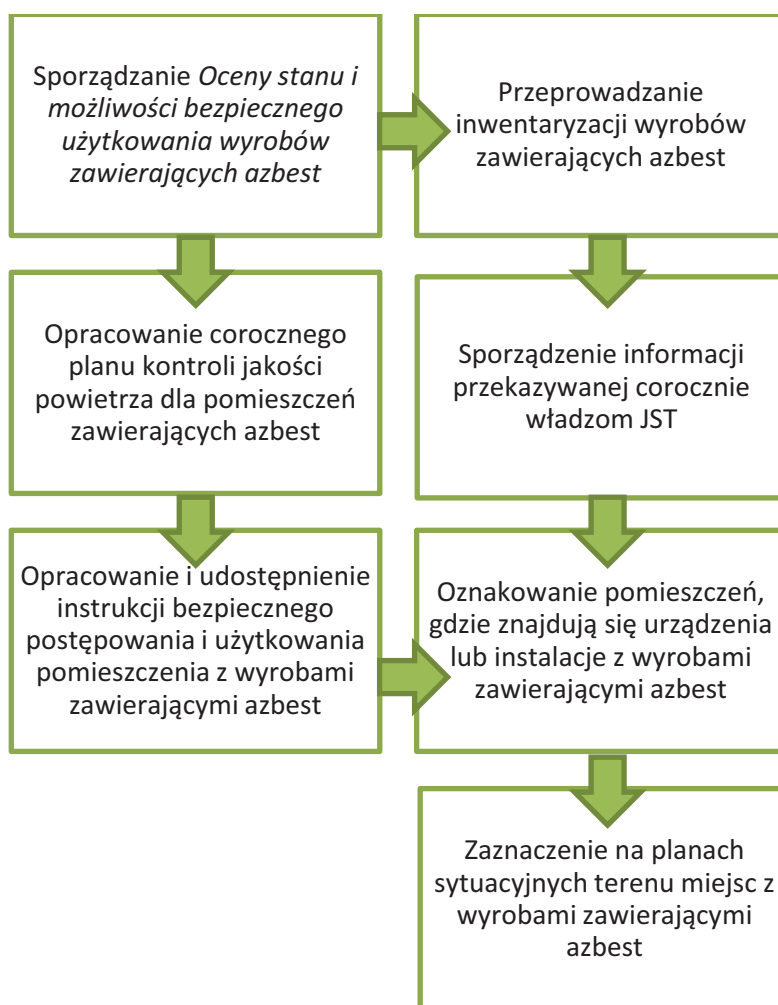 Sporządzanie Oceny stanu i
możliwości bezpiecznego
użytkowania wyrobów
zawierających azbest
Przeprowadzanie
inwentaryzacji wyrobów
zawierających azbest
Opracowanie corocznego
planu kontroli jakości
powietrza dla pomieszczeń
zawierających azbest
Sporządzenie informacji
przekazywanej corocznie
władzom JST
Opracowanie i udostępnienie
instrukcji bezpiecznego
postępowania i użytkowania
pomieszczenia z wyrobami
zawierającymi azbest
Oznakowanie pomieszczeń,
gdzie znajdują się urządzenia
lub instalacje z wyrobami
zawierającymi azbest
Zaznaczenie na planach
sytuacyjnych terenu miejsc z
wyrobami zawierającymi
azbest